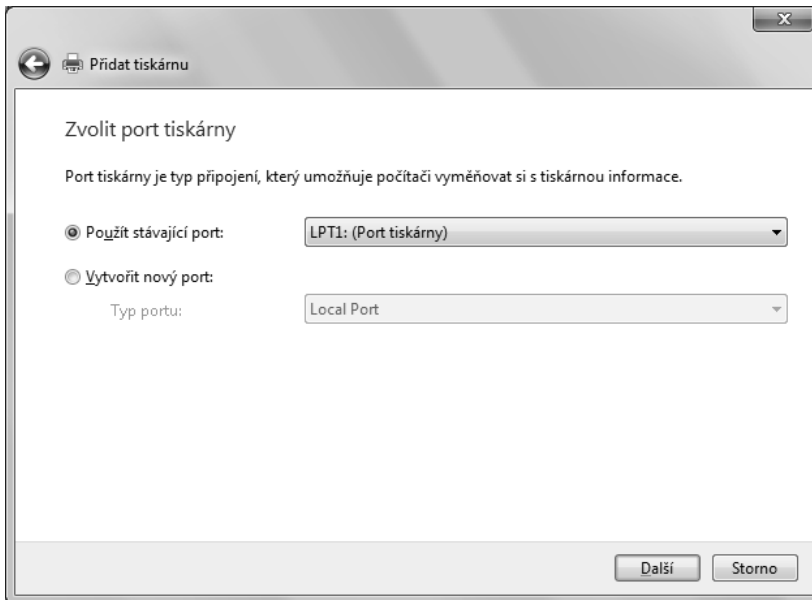 Přidat tiskárnu
Zvolit port tiskárny
Port tiskárny je typ připojení, který umožňuje počítači vyměňovat si s tiskárnou informace.
Použít stávající port: LPT1: (Port tiskárny)
Vytvořit nový port:
Typ portu: Local Port
Další Storno